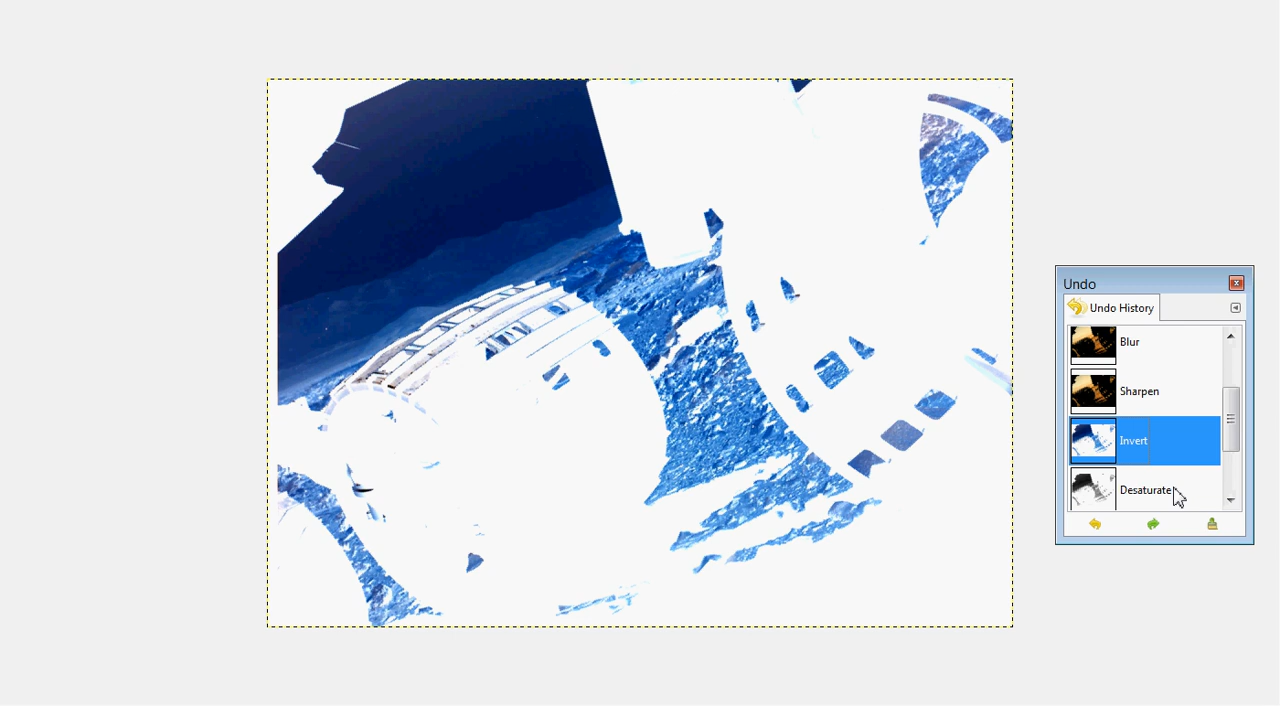 Undo
Undo History
Blur
Sharpen
Invert
Desaturate